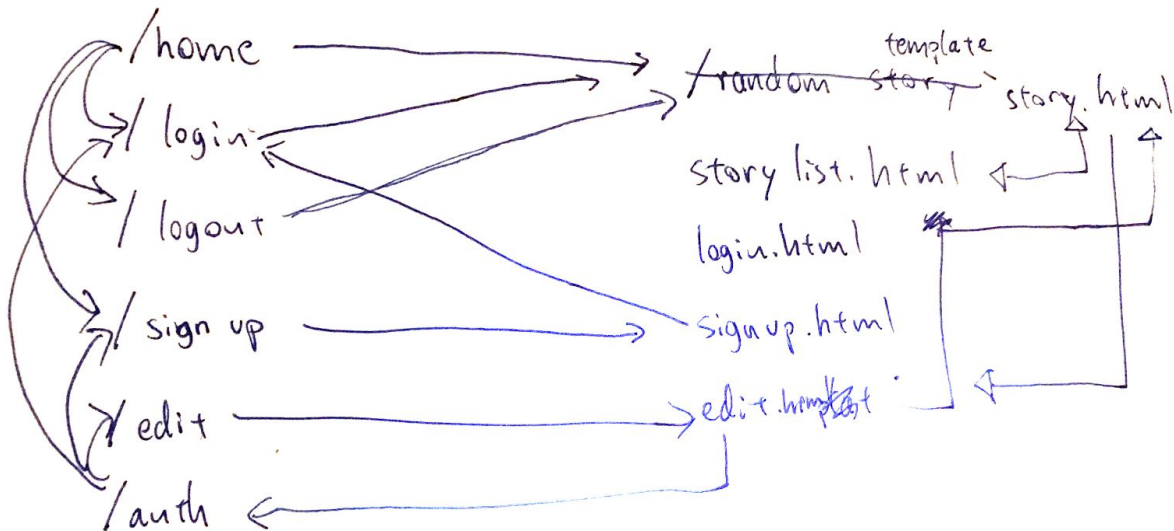 /home
/login
/logout
/sign up
/edit
/auth
template
/random story story.html
story list.html
login.html
signup.html
edit.